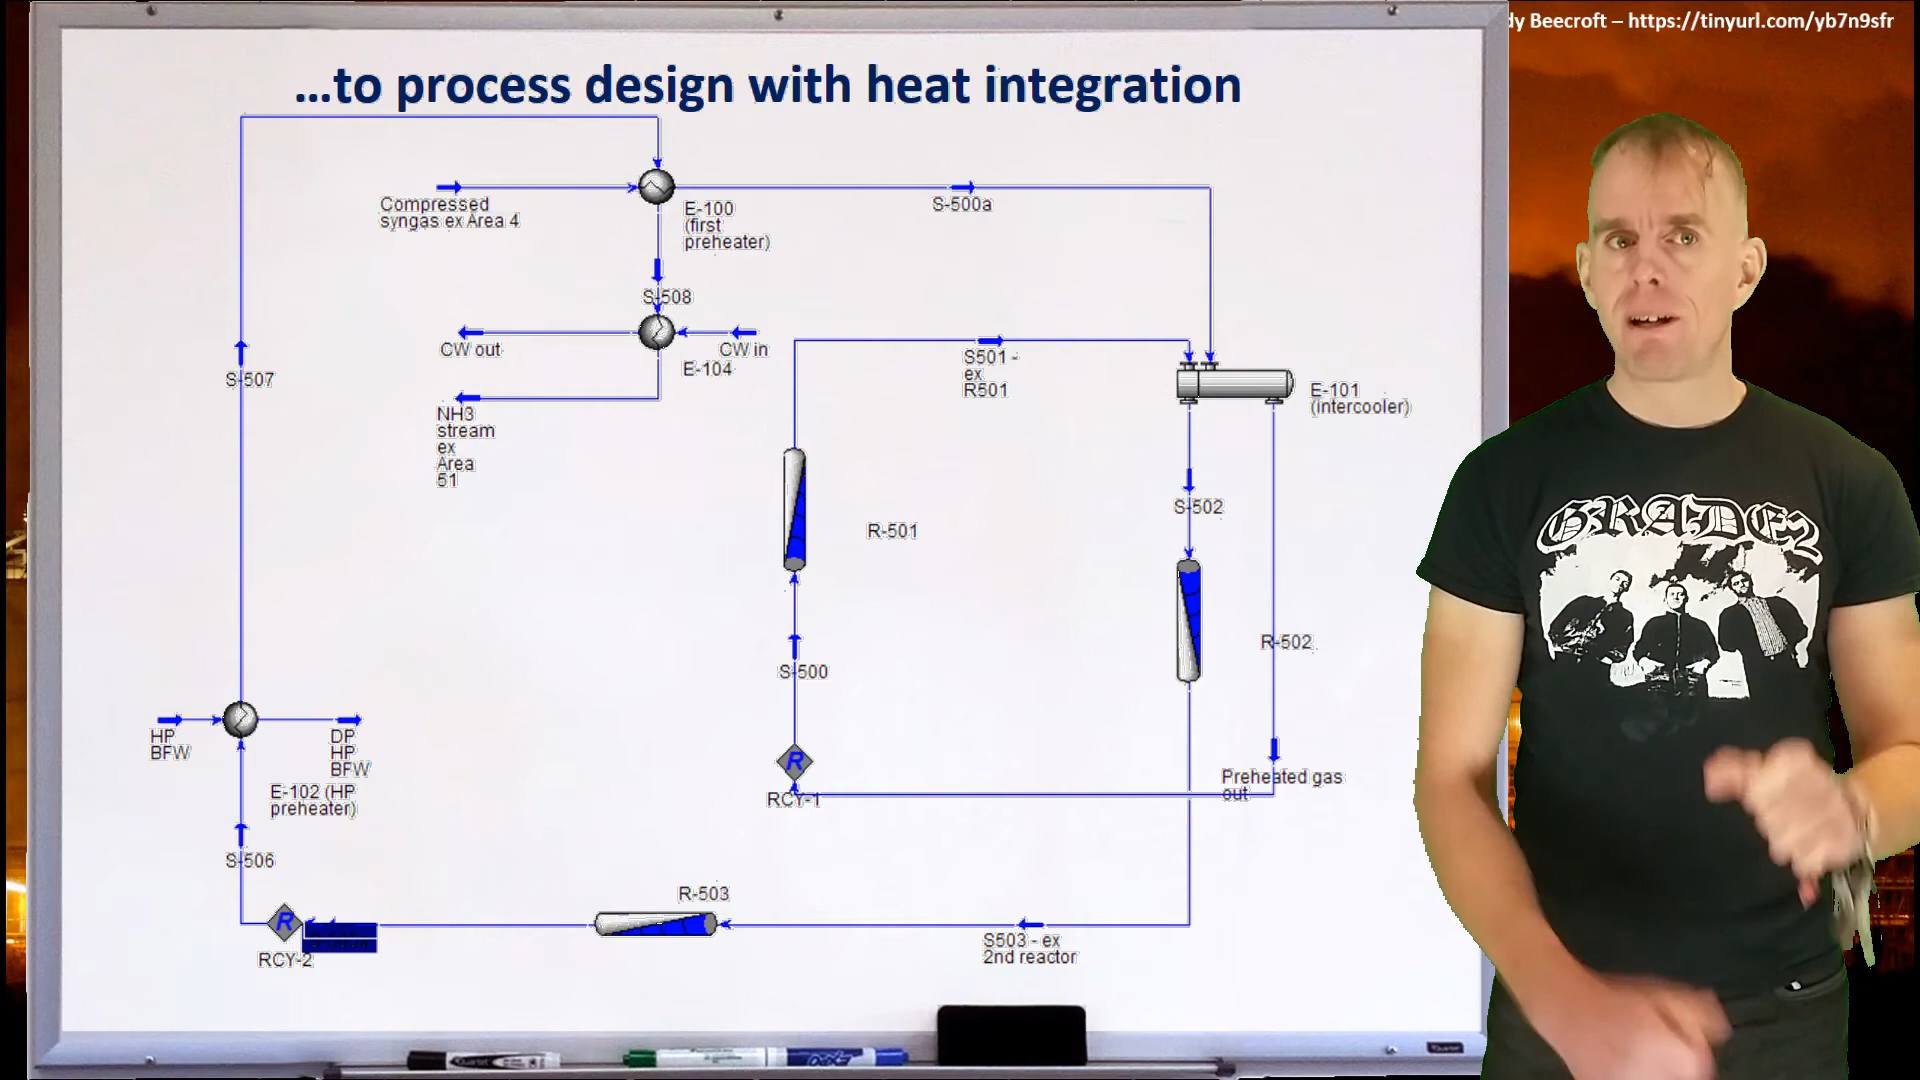 dy Beecroft – https://tinyurl.com/yb7n9sfr
...to process design with heat integration
Compressed
syngas ex Area 4
E-100
(first
preheater)
S-500a
S-508
CW out
CW in
E-104
NH3
stream
ex
Area
51
S-507
S501 -
ex
R501
E-101
(intercooler)
R-501
S-502
R-502
S-500
HP
BFW
DP
HP
BFW
E-102 (HP
preheater)
R
RCY-1
Preheated gas
out
S-506
R-503
R
RCY-2
S503 - ex
2nd reactor
GRADE2